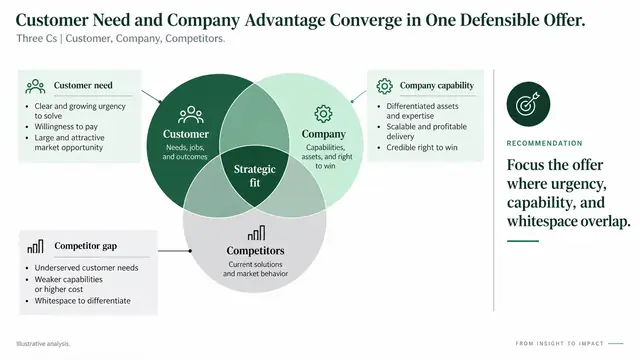 Customer Need and Company Advantage Converge in One Defensible Offer.
Three Cs | Customer, Company, Competitors.
Customer need
• Clear and growing urgency
to solve
• Willingness to pay
• Large and attractive
market opportunity
Customer
Needs, jobs,
and outcomes
Company
Capabilities,
assets, and right
to win
Strategic
fit
Competitors
Current solutions
and market behavior
Company capability
• Differentiated assets
and expertise
• Scalable and profitable
delivery
• Credible right to win
Competitor gap
• Underserved customer needs
• Weaker capabilities
or higher cost
• Whitespace to differentiate
RECOMMENDATION
Focus the offer
where urgency,
capability, and
whitespace overlap.
Illustrative analysis.
FROM INSIGHT TO IMPACT